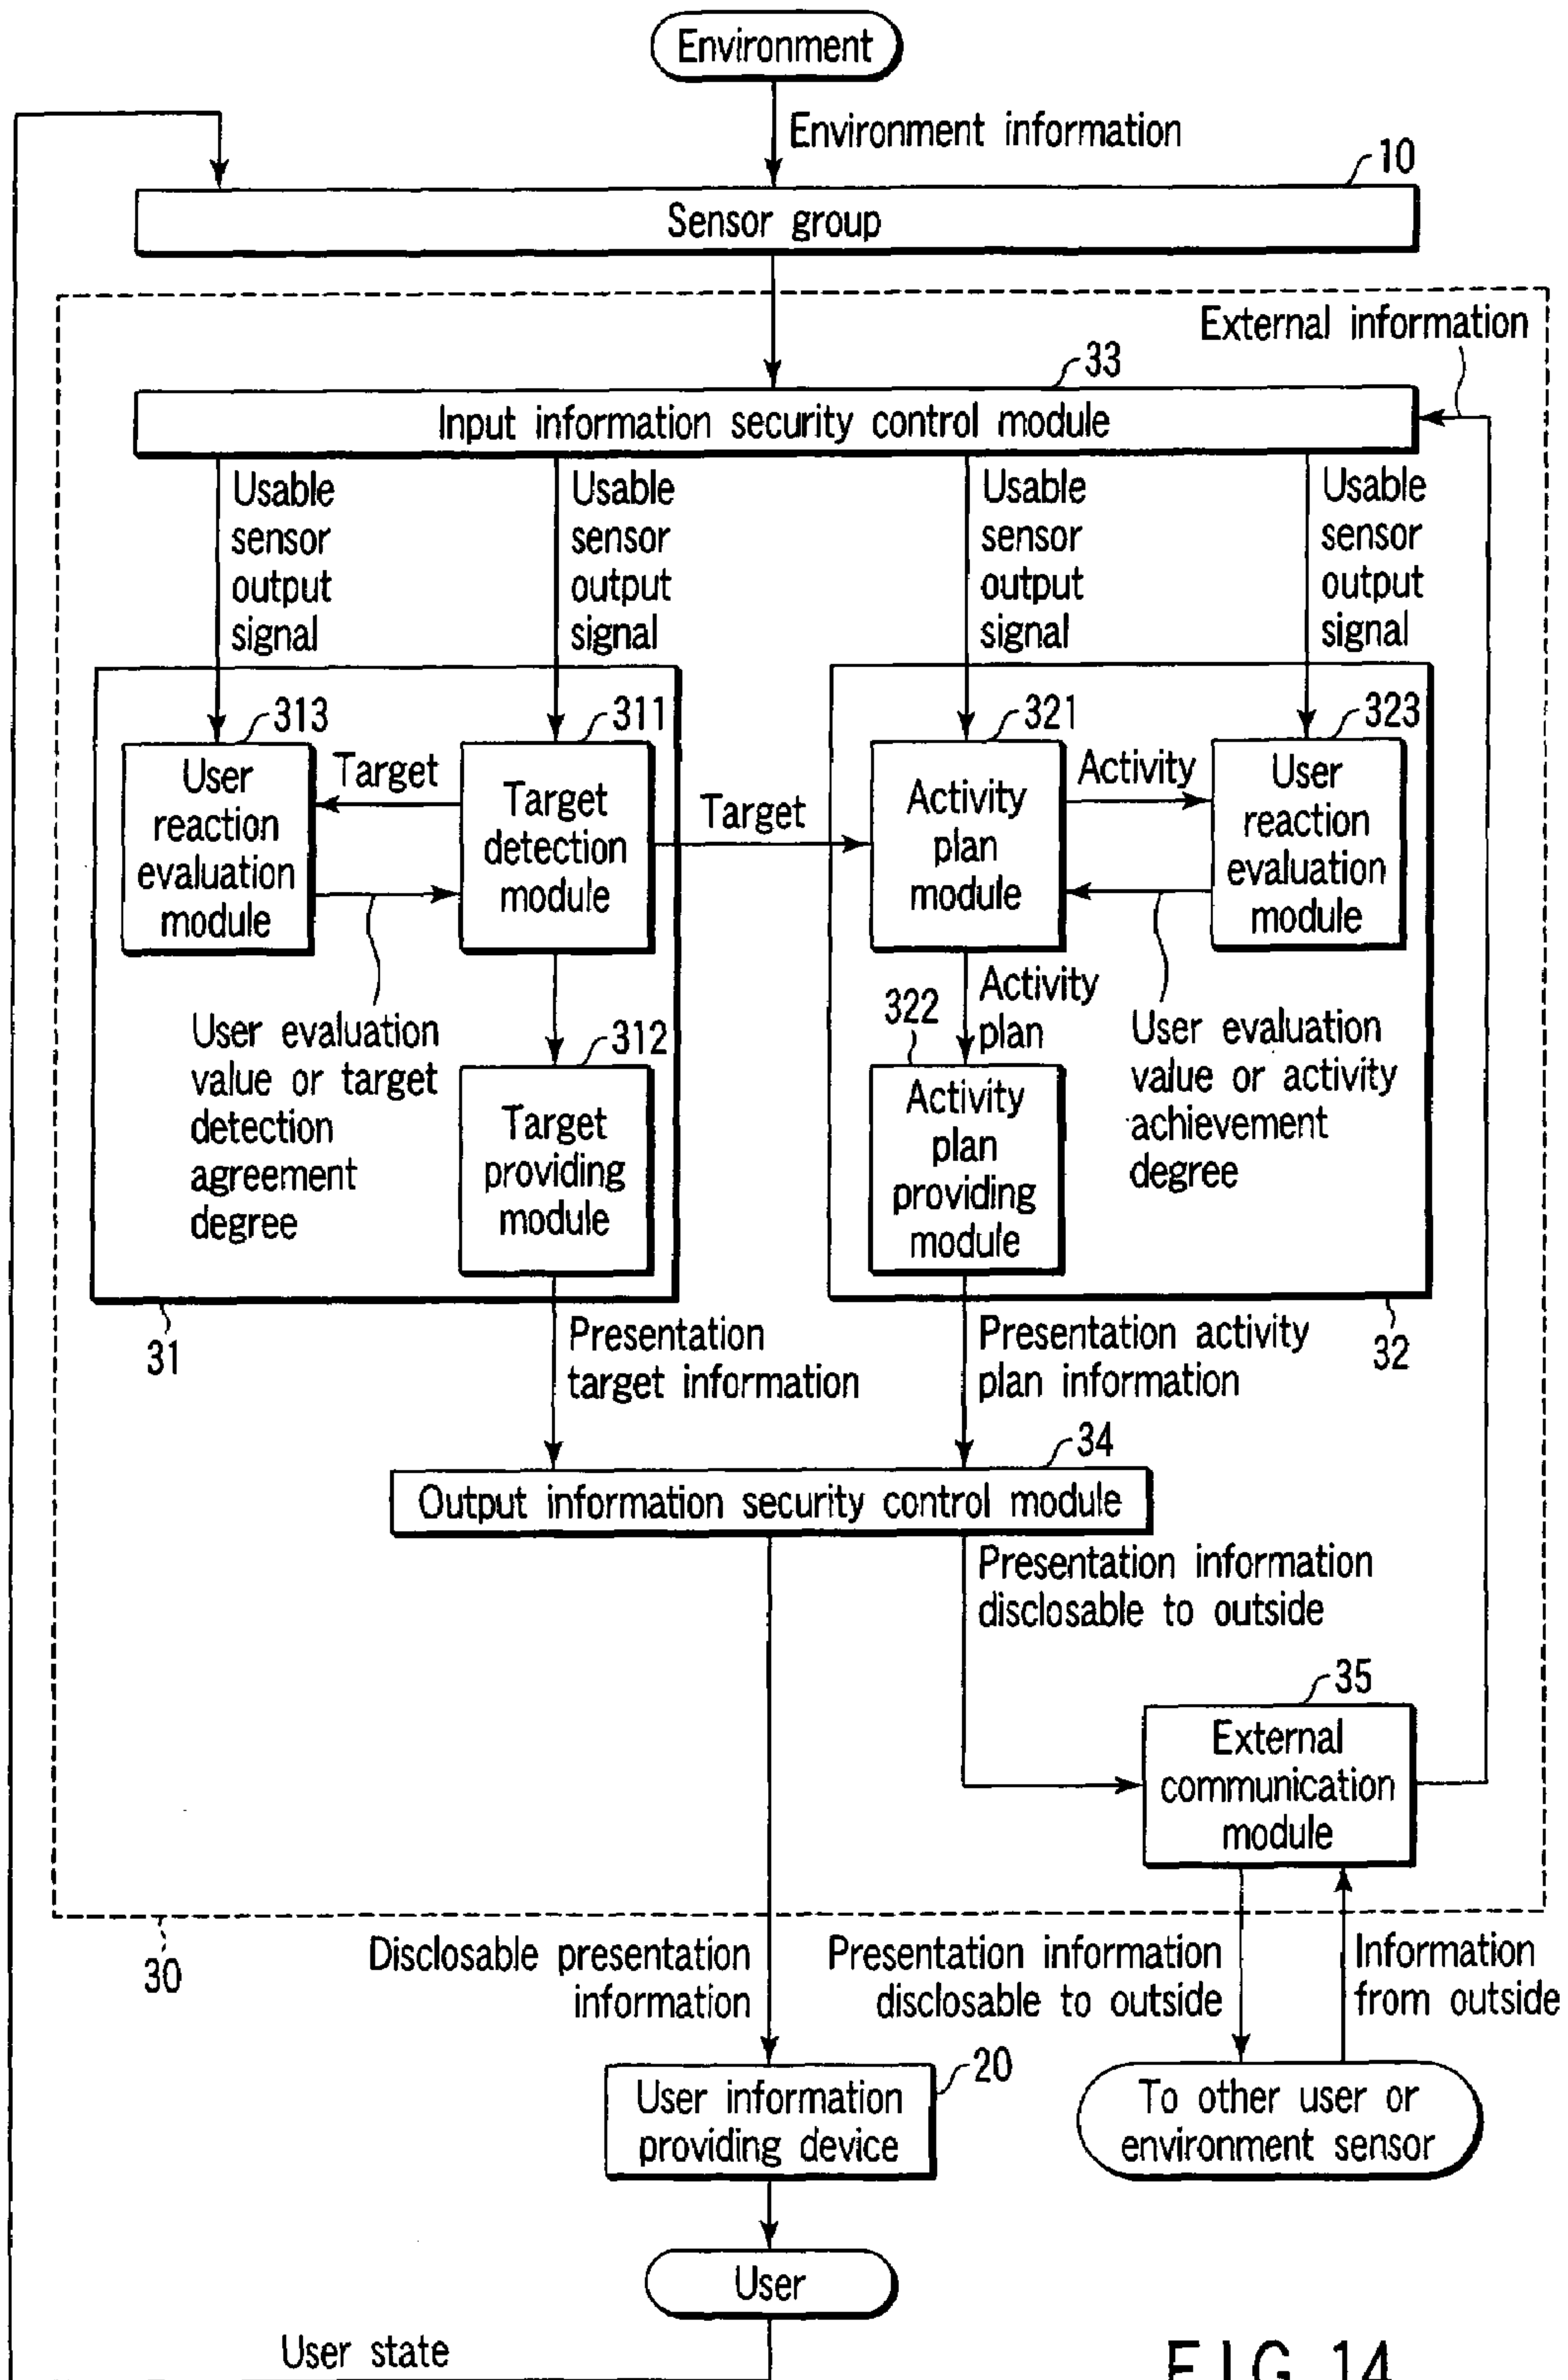 Environment
Environment information
10
Sensor group
External information
33
Input information security control module
Usable
sensor
output
signal
Usable
sensor
output
signal
Usable
sensor
output
signal
Usable
sensor
output
signal
313
User
reaction
evaluation
module
Target
311
Target
detection
module
Target
321
Activity
plan
module
Activity
323
User
reaction
evaluation
module
User evaluation
value or target
detection
agreement
degree
312
Target
providing
module
322
Activity
plan
Activity
plan
providing
module
User evaluation
value or activity
achievement
degree
31
Presentation
target information
Presentation activity
plan information
32
34
Output information security control module
Presentation information
disclosable to outside
35
External
communication
module
30
Disclosable presentation
information
Presentation information
disclosable to outside
Information
from outside
20
User information
providing device
To other user or
environment sensor
User
User state
FIG. 14